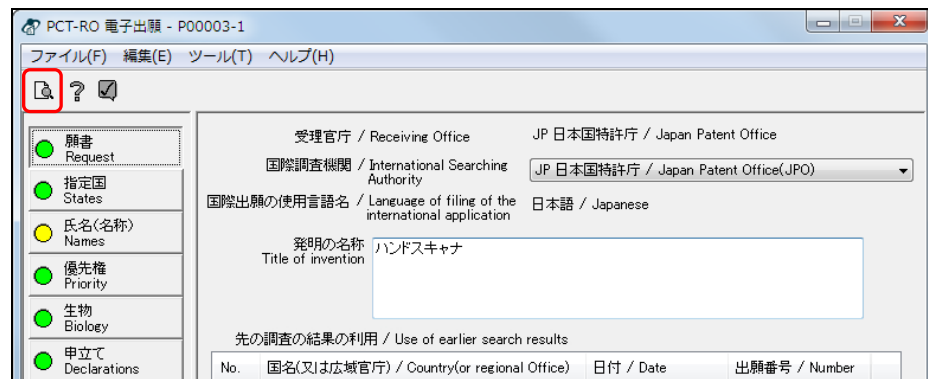 PCT-RO 電子出願 - P00003-1
ファイル(F) 編集(E) ツール(T) ヘルプ(H)
願書
Request
指定国
States
氏名(名称)
Names
優先権
Priority
生物
Biology
申立て
Declarations
受理官庁 / Receiving Office JP 日本国特許庁 / Japan Patent Office
国際調査機関 / International Searching
Authority
JP 日本国特許庁 / Japan Patent Office(JPO)
国際出願の使用言語名 / Language of filing of the
international application
日本語 / Japanese
発明の名称
Title of invention
ハンドスキャナ
先の調査の結果の利用 / Use of earlier search results
No. 国名(又は広域官庁) / Country(or regional Office) 日付 / Date 出願番号 / Number